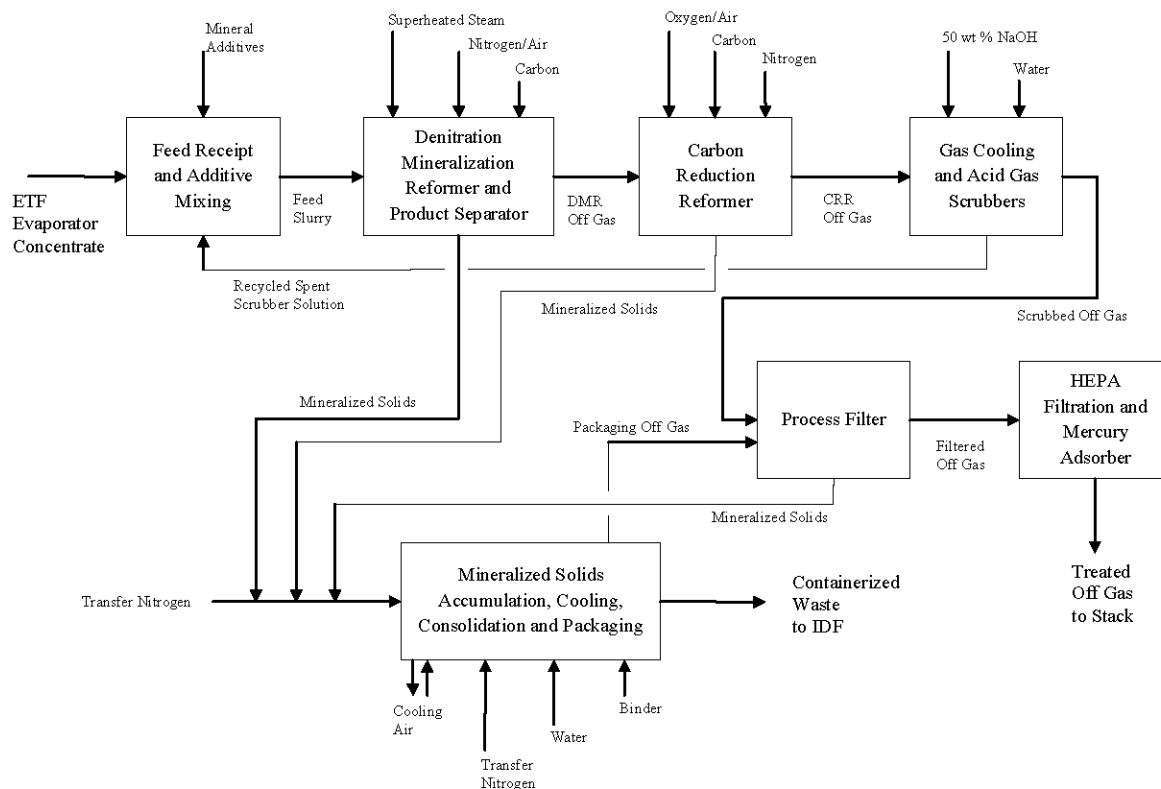 Superheated Steam
Oxygen/Air
Mineral
Additives
Nitrogen/Air
Carbon
50 wt % NaOH
Carbon
Nitrogen
Water
Feed Receipt
and Additive
Mixing
Denitration
Mineralization
Reformer and
Product Separator
Carbon
Reduction
Reformer
Gas Cooling
and Acid Gas
Scrubbers
ETF
Evaporator
Concentrate
Feed
Slurry
DMR
Off Gas
CRR
Off Gas
Recycled Spent
Scrubber Solution
Mineralized Solids
Scrubbed Off Gas
Mineralized Solids
Packaging Off Gas
Process Filter
Filtered
Off Gas
HEPA
Filtration and
Mercury
Adsorber
Mineralized Solids
Transfer Nitrogen
Mineralized Solids
Accumulation, Cooling,
Consolidation and Packaging
Containerized
Waste
to IDF
Treated
Off Gas
to Stack
Cooling
Air
Transfer
Nitrogen
Water
Binder